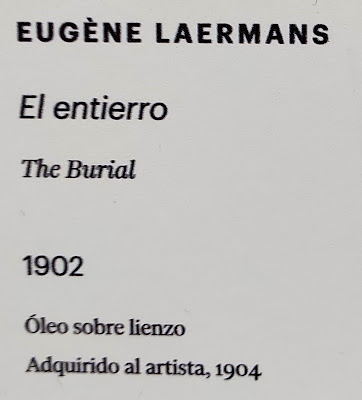 EUGÈNE LAERMANS
El entierro
The Burial
1902
Óleo sobre lienzo
Adquirido al artista, 1904